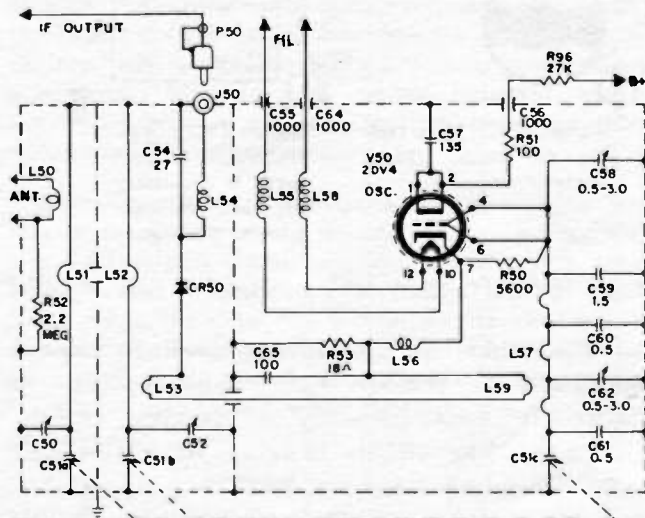 IF OUTPUT
P50
FIL
R96
27K
B+
J50
C55
1000
C64
1000
C56
1000
R51
100
C57
135
V50
2DV4
OSC.
1
2
4
6
7
10
12
C54
27
L50
ANT.
L54
L55
L58
C58
0.5-3.0
L51
L52
CR50
R50
5600
C59
1.5
R52
2.2
MEG
C65
100
R53
18Ω
L56
L57
C60
0.5
L53
L59
C62
0.5-3.0
C50
C52
C61
0.5
C51a
C51b
C51c